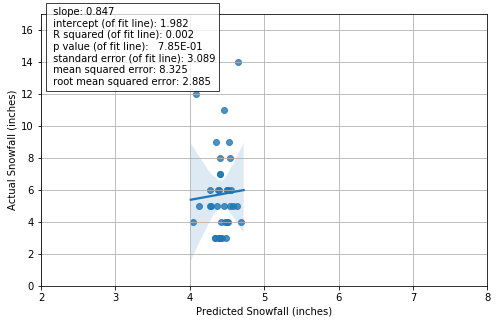 slope: 0.847
intercept (of fit line): 1.982
R squared (of fit line): 0.002
p value (of fit line):   7.85E-01
standard error (of fit line): 3.089
mean squared error: 8.325
root mean squared error: 2.885
16
14
12
10
8
6
4
2
0
Actual Snowfall (inches)
2 3 4 5 6 7 8
Predicted Snowfall (inches)